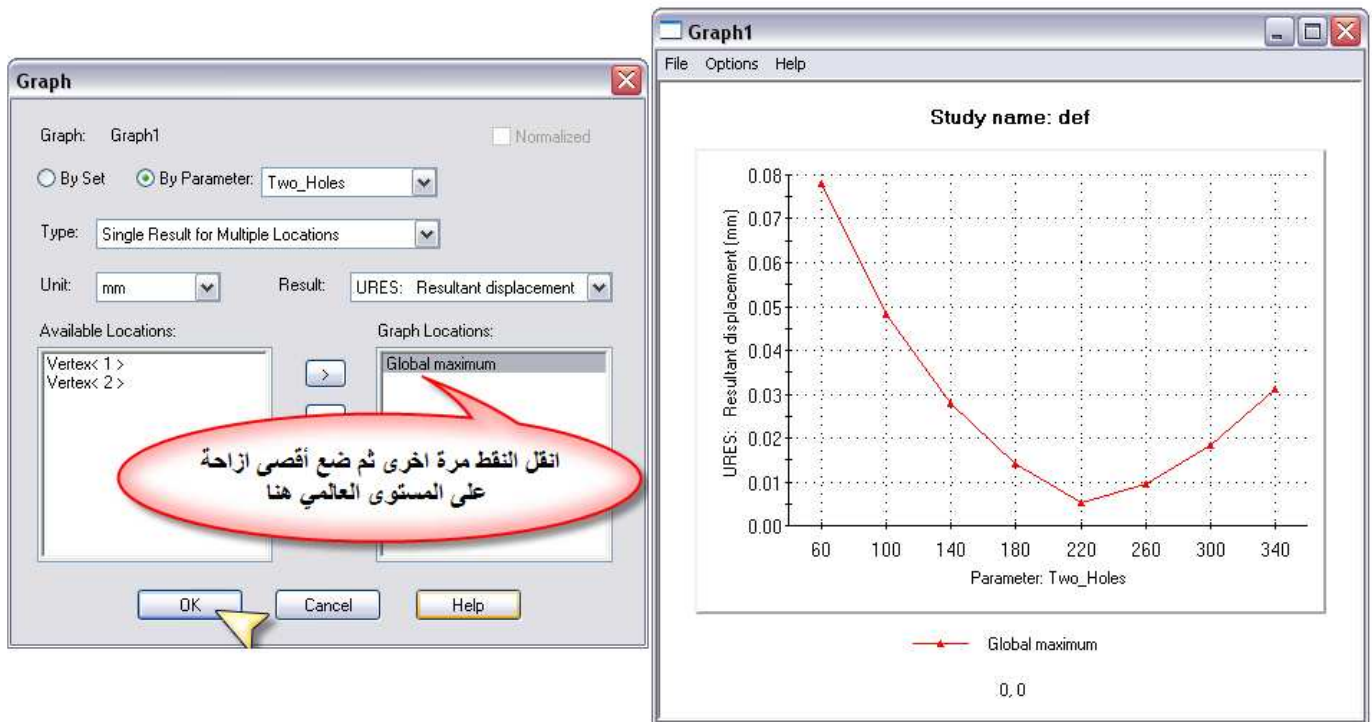 Graph
Graph: Graph1
Normalized
By Set By Parameter: Two_Holes
Type: Single Result for Multiple Locations
Unit: mm Result: URES: Resultant displacement
Available Locations: Graph Locations:
Vertex< 1 >
Vertex< 2 >
>
Global maximum
انقل النقط مرة اخرى ثم ضع أقصى ازاحة
على المستوى العالمي هنا
OK Cancel Help
Graph1
File Options Help
Study name: def
URES: Resultant displacement (mm)
0.08
0.07
0.06
0.05
0.04
0.03
0.02
0.01
0.00
60 100 140 180 220 260 300 340
Parameter: Two_Holes
Global maximum
0, 0